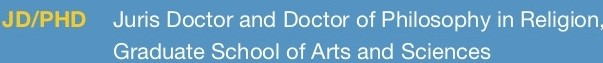 JD/PHD Juris Doctor and Doctor of Philosophy in Religion,
Graduate School of Arts and Sciences